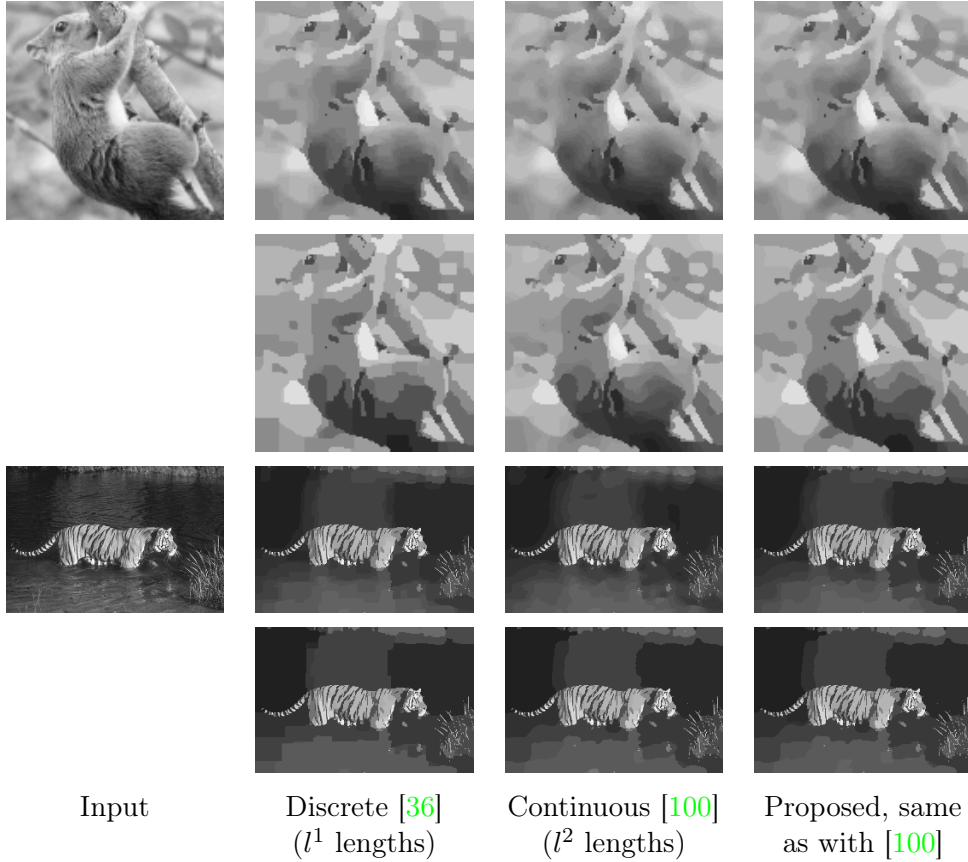 Input
Discrete [36]
(l¹ lengths)
Continuous [100]
(l² lengths)
Proposed, same
as with [100]